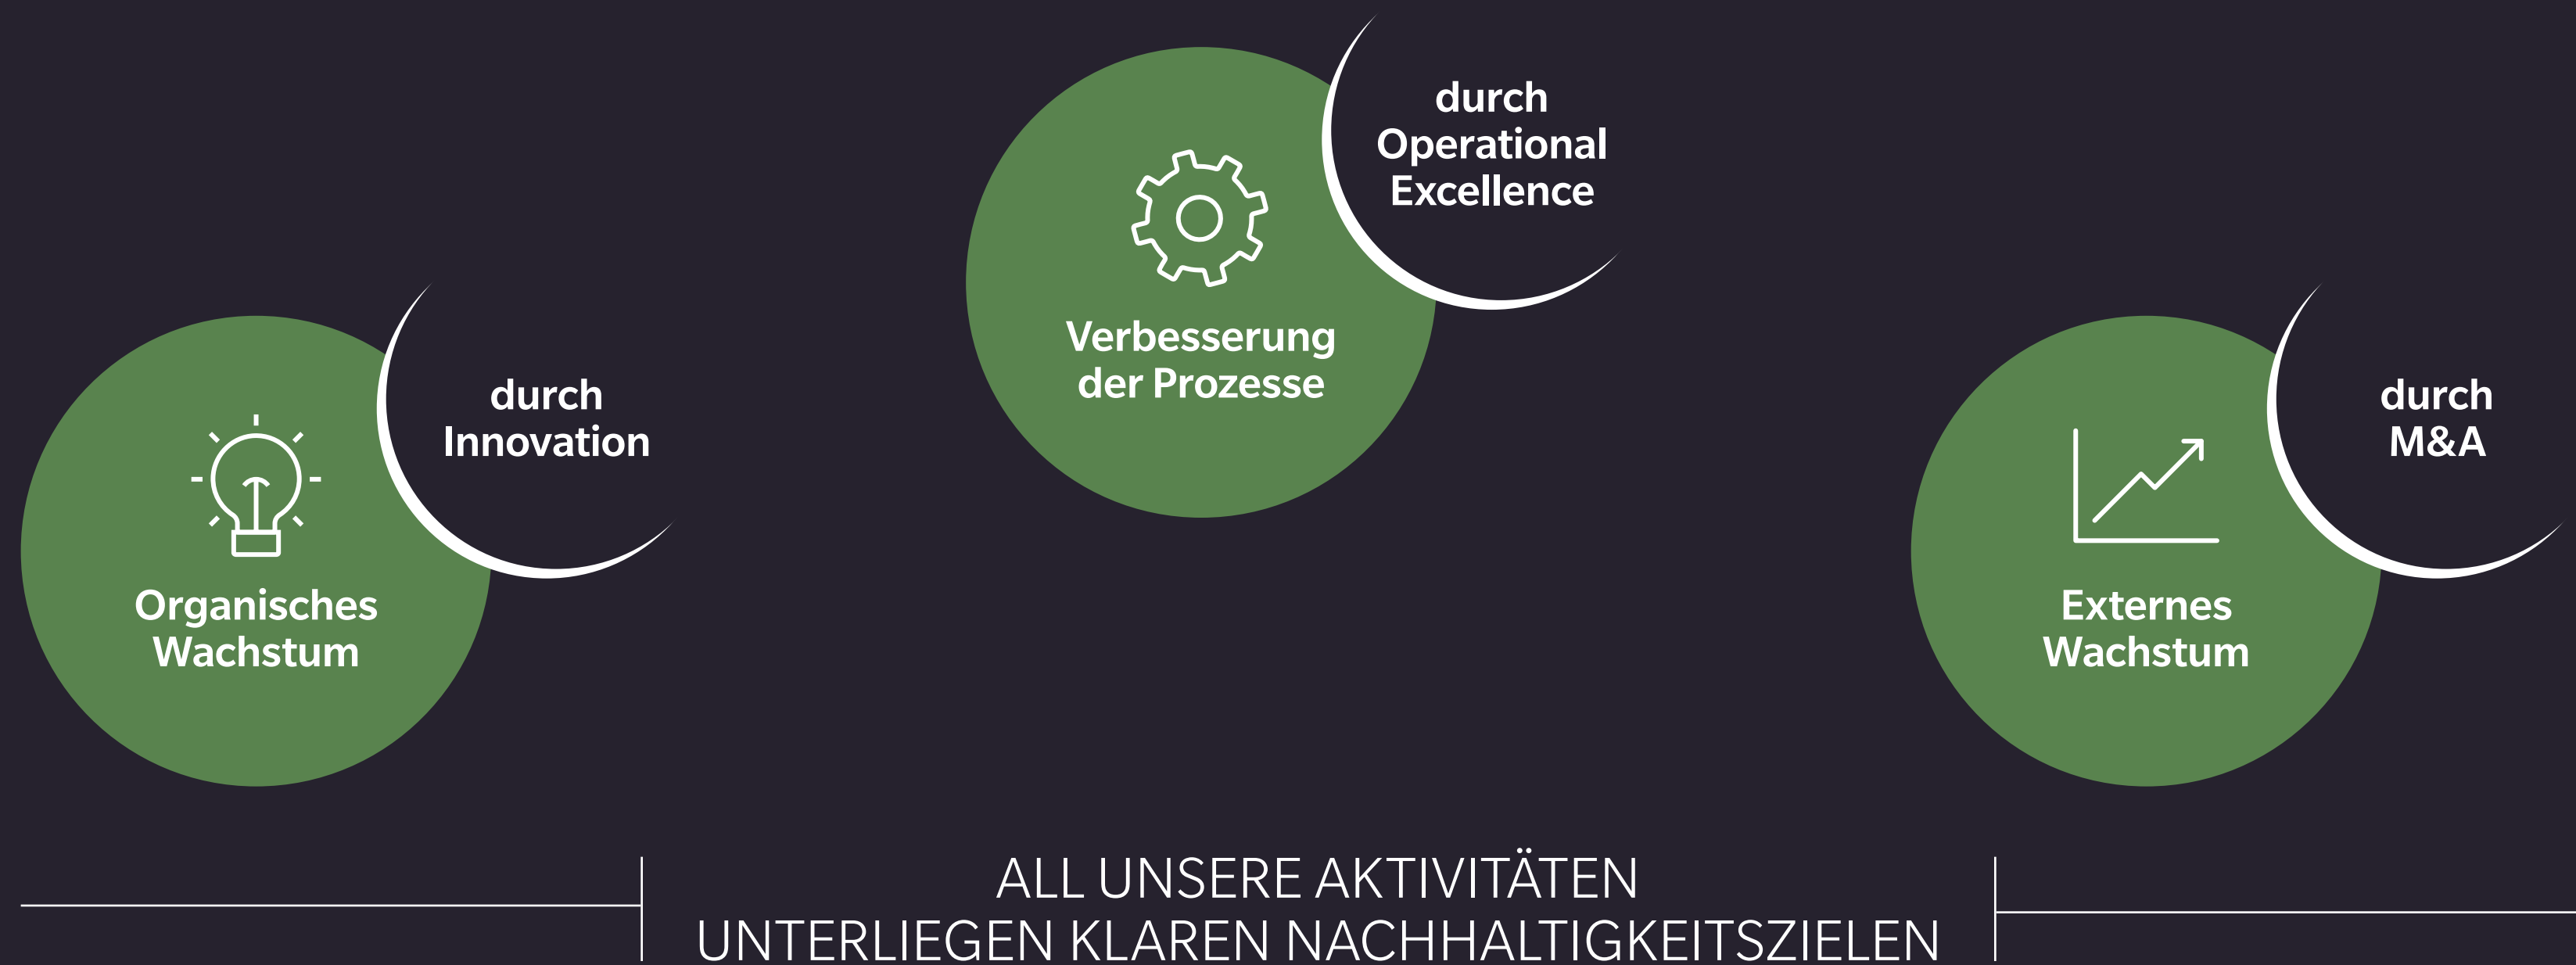 durch
Operational
Excellence
Verbesserung
der Prozesse
durch
Innovation
Organisches
Wachstum
durch
M&A
Externes
Wachstum
ALL UNSERE AKTIVITÄTEN
UNTERLIEGEN KLAREN NACHHALTIGKEITSZIELEN